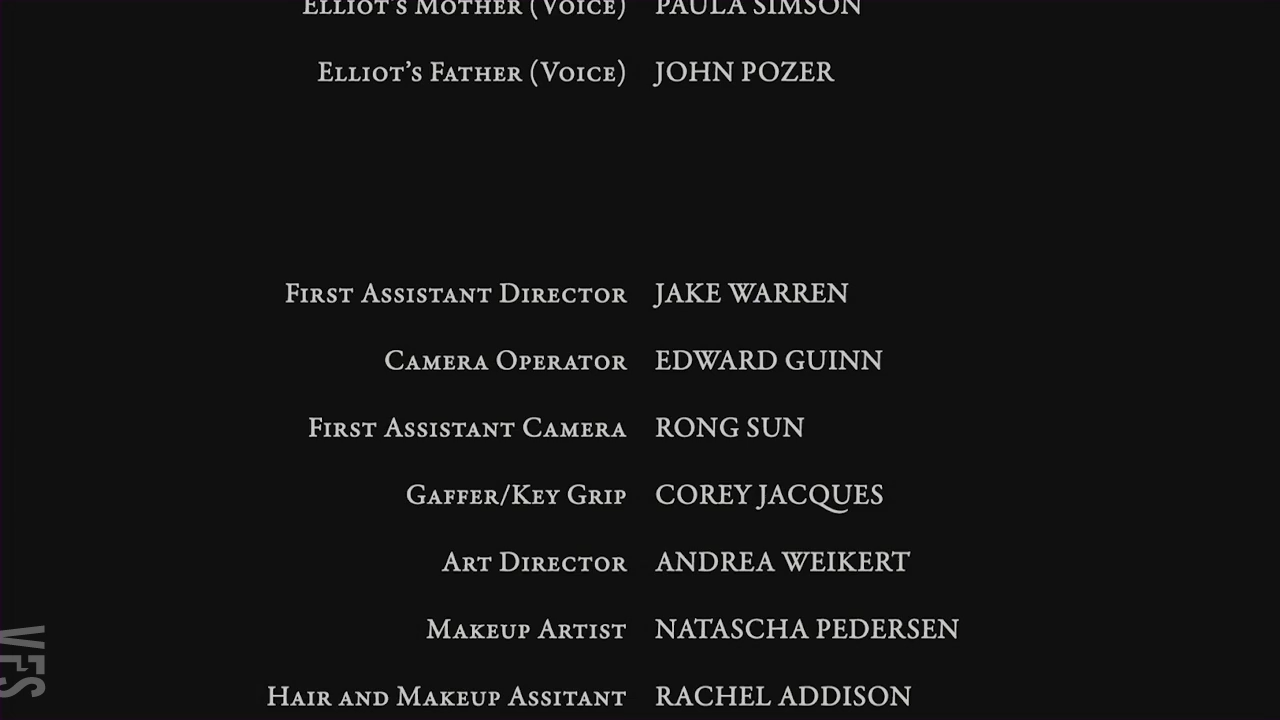 Elliot's Mother (Voice) PAULA SIMSON
Elliot's Father (Voice) JOHN POZER
First Assistant Director JAKE WARREN
Camera Operator EDWARD GUINN
First Assistant Camera RONG SUN
Gaffer/Key Grip COREY JACQUES
Art Director ANDREA WEIKERT
Makeup Artist NATASCHA PEDERSEN
Hair and Makeup Assitant RACHEL ADDISON
VFS